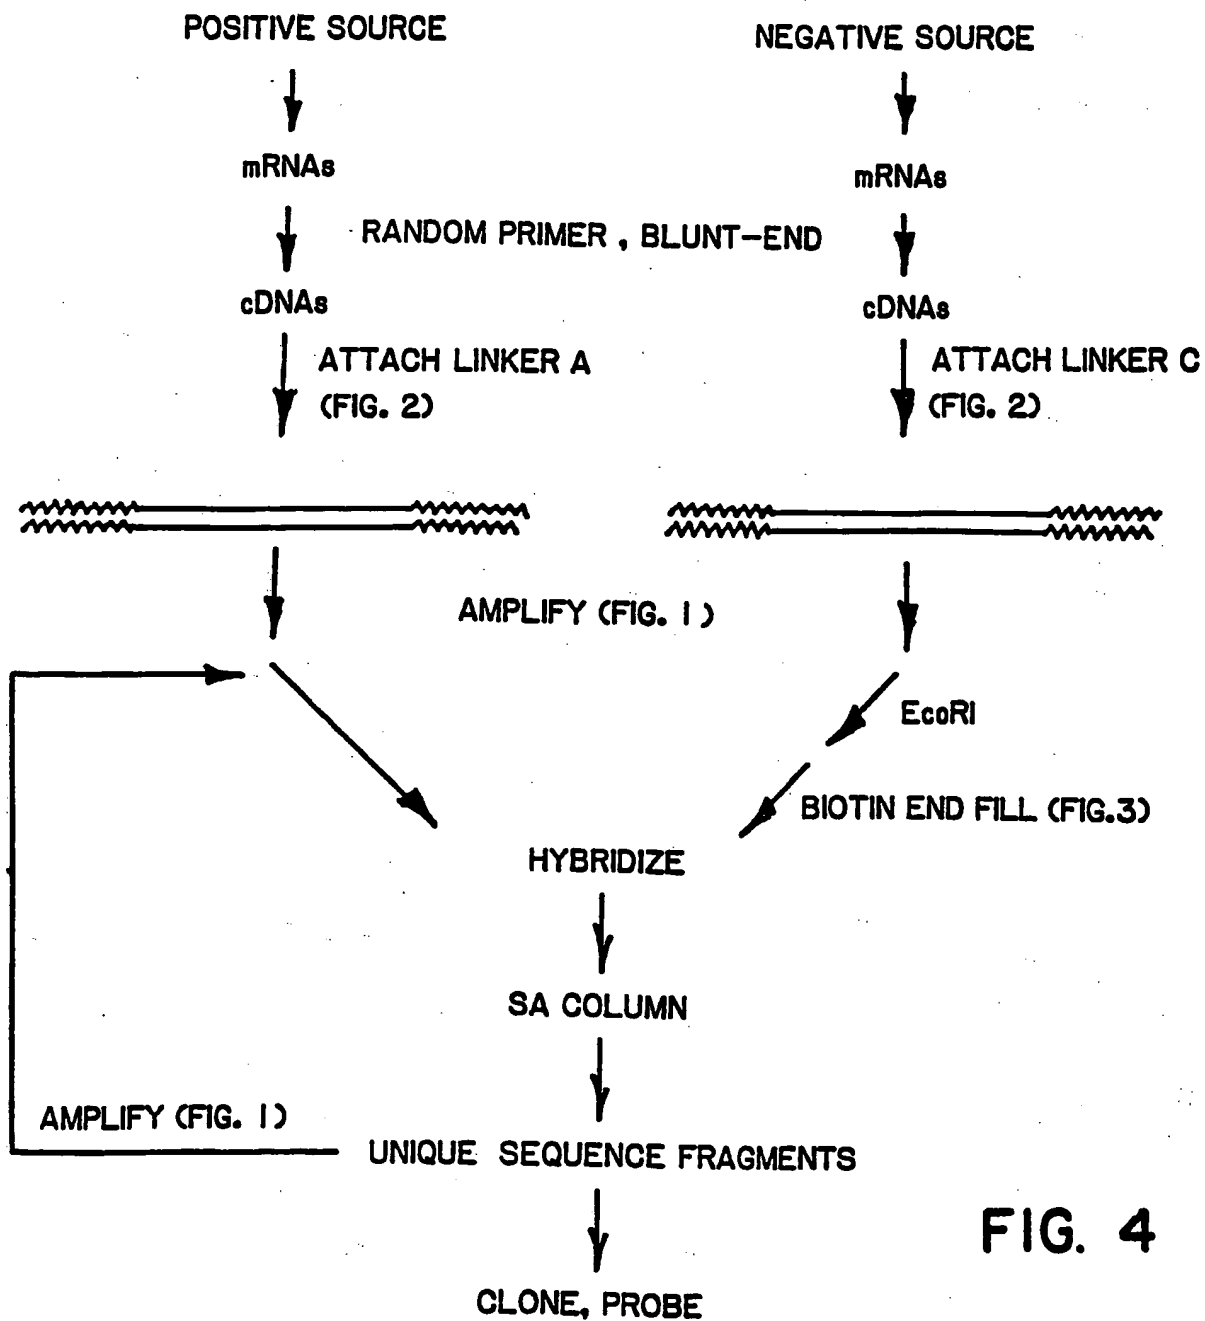 POSITIVE SOURCE
NEGATIVE SOURCE
mRNAs
mRNAs
RANDOM PRIMER , BLUNT-END
cDNAs
cDNAs
ATTACH LINKER A
(FIG. 2)
ATTACH LINKER C
(FIG. 2)
AMPLIFY (FIG. 1)
EcoRI
BIOTIN END FILL (FIG.3)
HYBRIDIZE
SA COLUMN
AMPLIFY (FIG. 1)
UNIQUE SEQUENCE FRAGMENTS
FIG. 4
CLONE, PROBE